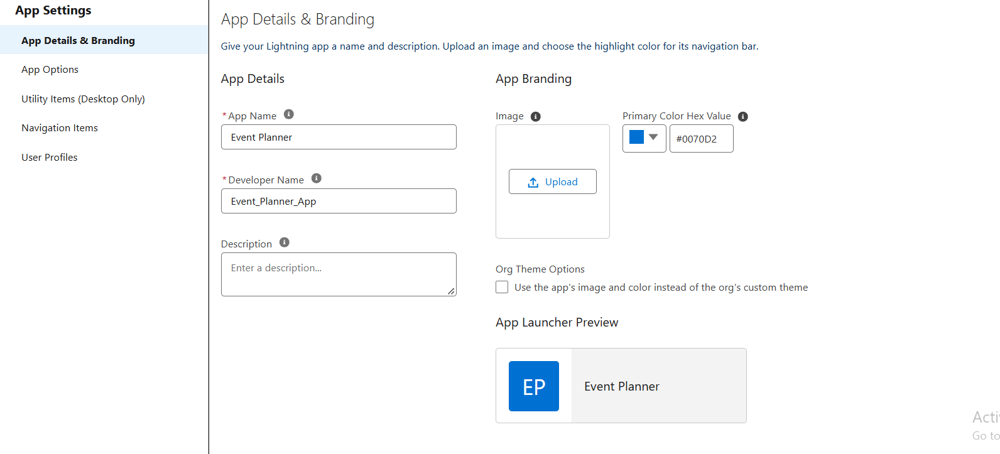 App Settings
App Details & Branding
App Options
Utility Items (Desktop Only)
Navigation Items
User Profiles
App Details & Branding
Give your Lightning app a name and description. Upload an image and choose the highlight color for its navigation bar.
App Details
* App Name
Event Planner
* Developer Name
Event_Planner_App
Description
Enter a description...
App Branding
Image
Primary Color Hex Value
#0070D2
Upload
Org Theme Options
Use the app's image and color instead of the org's custom theme
App Launcher Preview
EP
Event Planner
Go to